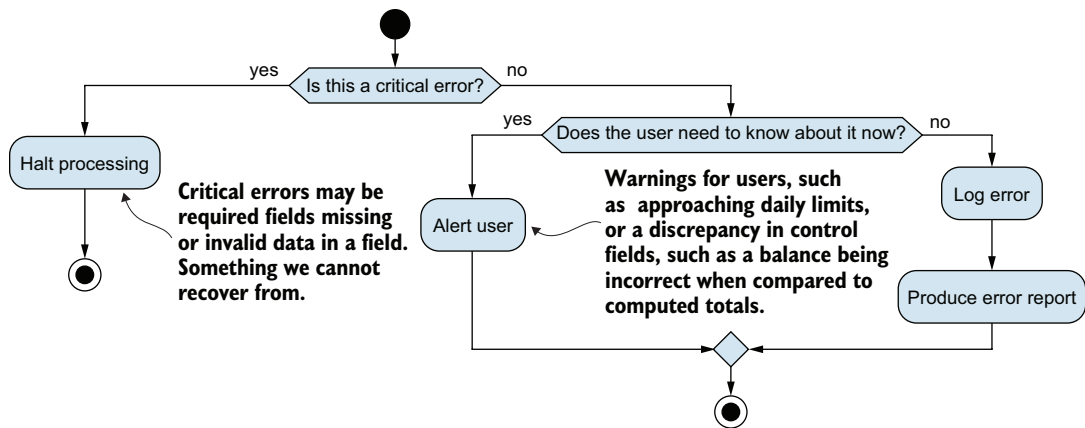 yes
Is this a critical error?
no
yes
Does the user need to know about it now?
no
Halt processing
Critical errors may be
required fields missing
or invalid data in a field.
Something we cannot
recover from.
Alert user
Warnings for users, such
as approaching daily limits,
or a discrepancy in control
fields, such as a balance being
incorrect when compared to
computed totals.
Log error
Produce error report